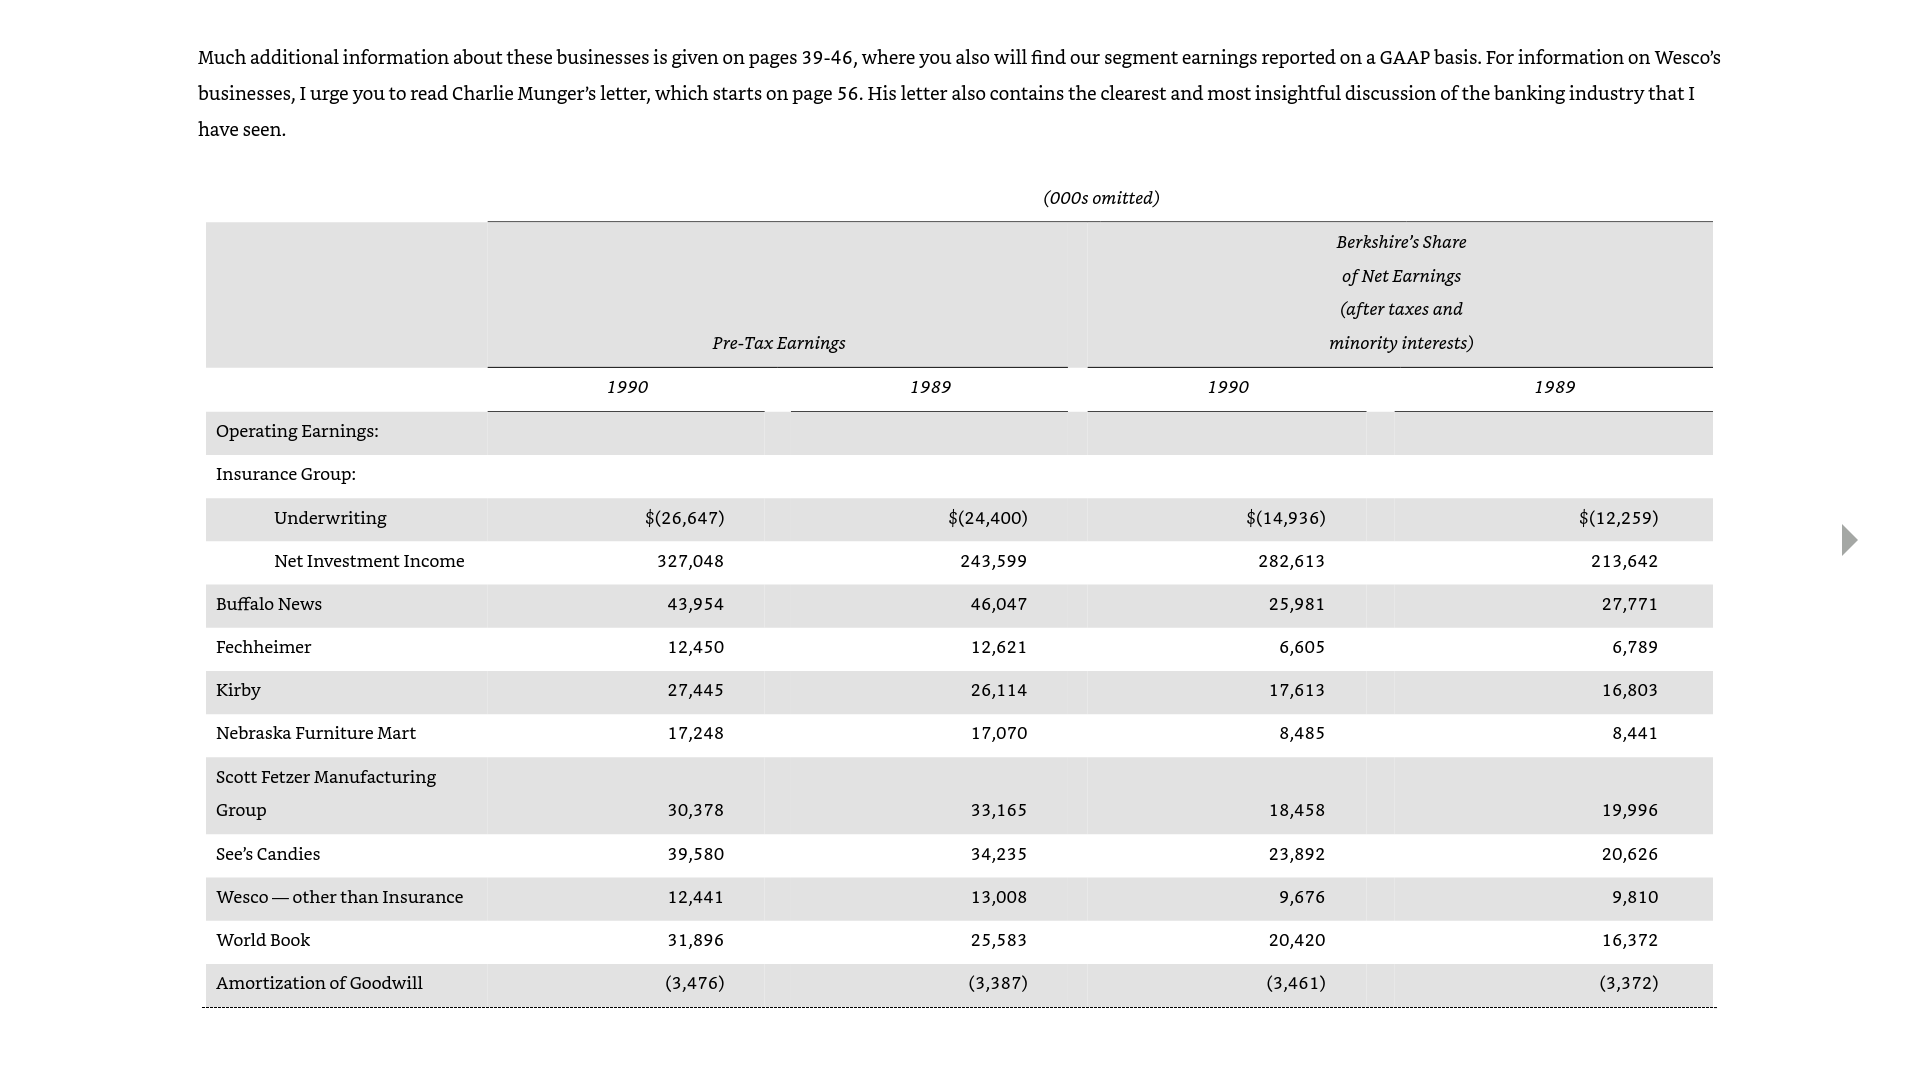 Much additional information about these businesses is given on pages 39-46, where you also will find our segment earnings reported on a GAAP basis. For information on Wesco’s
businesses, I urge you to read Charlie Munger’s letter, which starts on page 56. His letter also contains the clearest and most insightful discussion of the banking industry that I
have seen.
(000s omitted)
Berkshire’s Share
of Net Earnings
(after taxes and
Pre-Tax Earnings minority interests)
1990 1989 1990 1989
Operating Earnings:
Insurance Group:
Underwriting $(26,647) $(24,400) $(14,936) $(12,259)
Net Investment Income 327,048 243,599 282,613 213,642
Buffalo News 43,954 46,047 25,981 27,771
Fechheimer 12,450 12,621 6,605 6,789
Kirby 27,445 26,114 17,613 16,803
Nebraska Furniture Mart 17,248 17,070 8,485 8,441
Scott Fetzer Manufacturing
Group 30,378 33,165 18,458 19,996
See’s Candies 39,580 34,235 23,892 20,626
Wesco — other than Insurance 12,441 13,008 9,676 9,810
World Book 31,896 25,583 20,420 16,372
Amortization of Goodwill (3,476) (3,387) (3,461) (3,372)